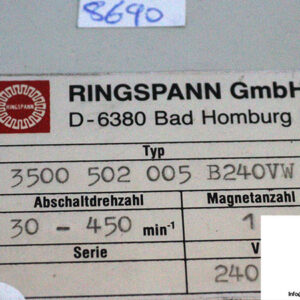 8690
RINGSPANN GmbH
D-6380 Bad Homburg
Typ
3500 502 005 B240VW
Abschaltdrehzahl Magnetanzahl
30 - 450 min-1 1
Serie V
240